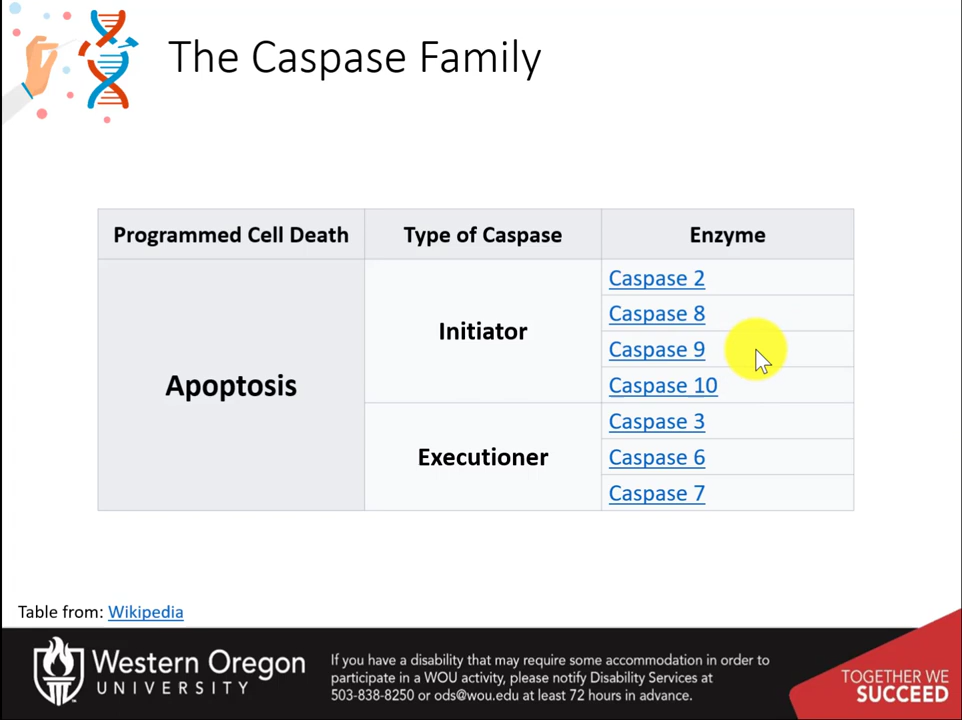 The Caspase Family
Programmed Cell Death Type of Caspase Enzyme
Apoptosis
Initiator
Caspase 2
Caspase 8
Caspase 9
Caspase 10
Executioner
Caspase 3
Caspase 6
Caspase 7
Table from: Wikipedia
Western Oregon
UNIVERSITY
If you have a disability that may require some accommodation in order to
participate in a WOU activity, please notify Disability Services at
503-838-8250 or ods@wou.edu at least 72 hours in advance.
TOGETHER WE
SUCCEED